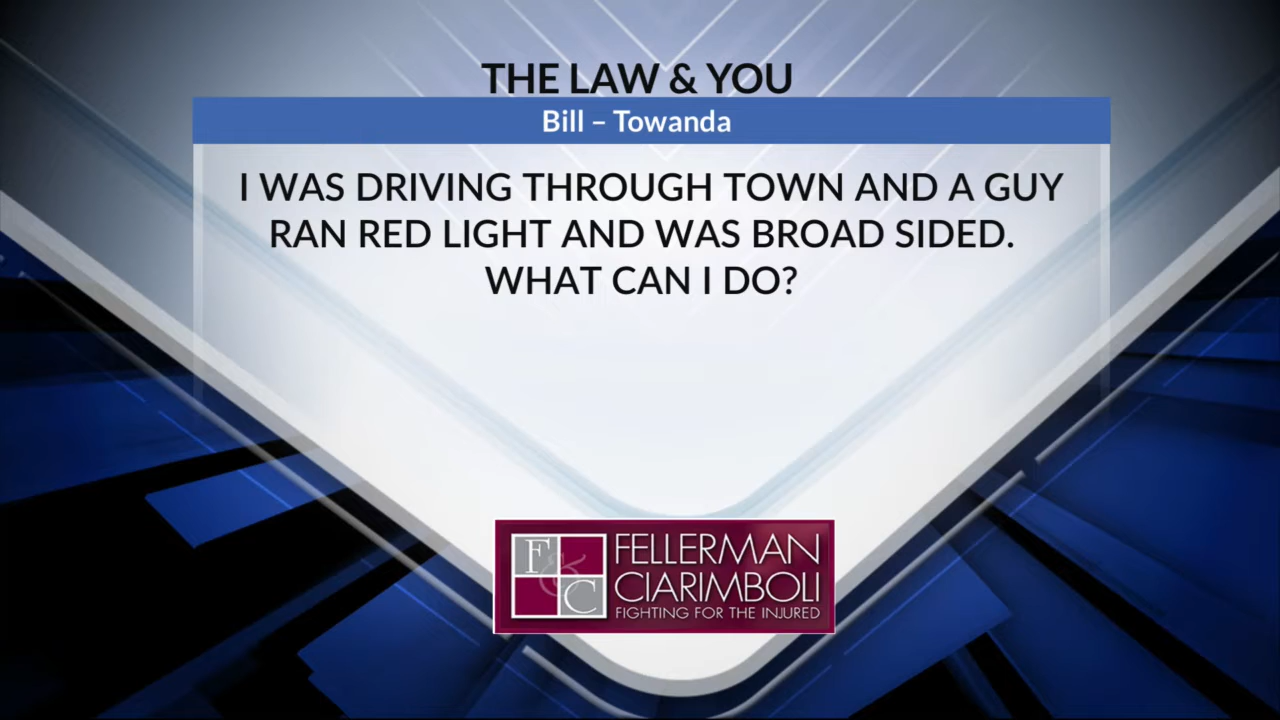 THE LAW & YOU
Bill – Towanda
I WAS DRIVING THROUGH TOWN AND A GUY
RAN RED LIGHT AND WAS BROAD SIDED.
WHAT CAN I DO?
F&C
FELLERMAN
CIARIMBOLI
FIGHTING FOR THE INJURED